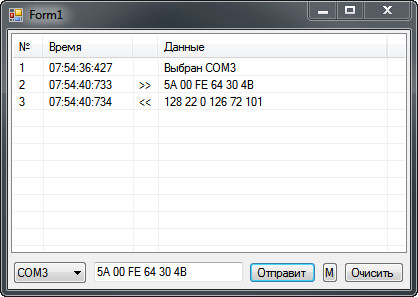 Form1
№ Время Данные
1 07:54:36:427 Выбран COM3
2 07:54:40:733 >> 5A 00 FE 64 30 4B
3 07:54:40:734 << 128 22 0 126 72 101
COM3 5A 00 FE 64 30 4B Отправит М Очисить